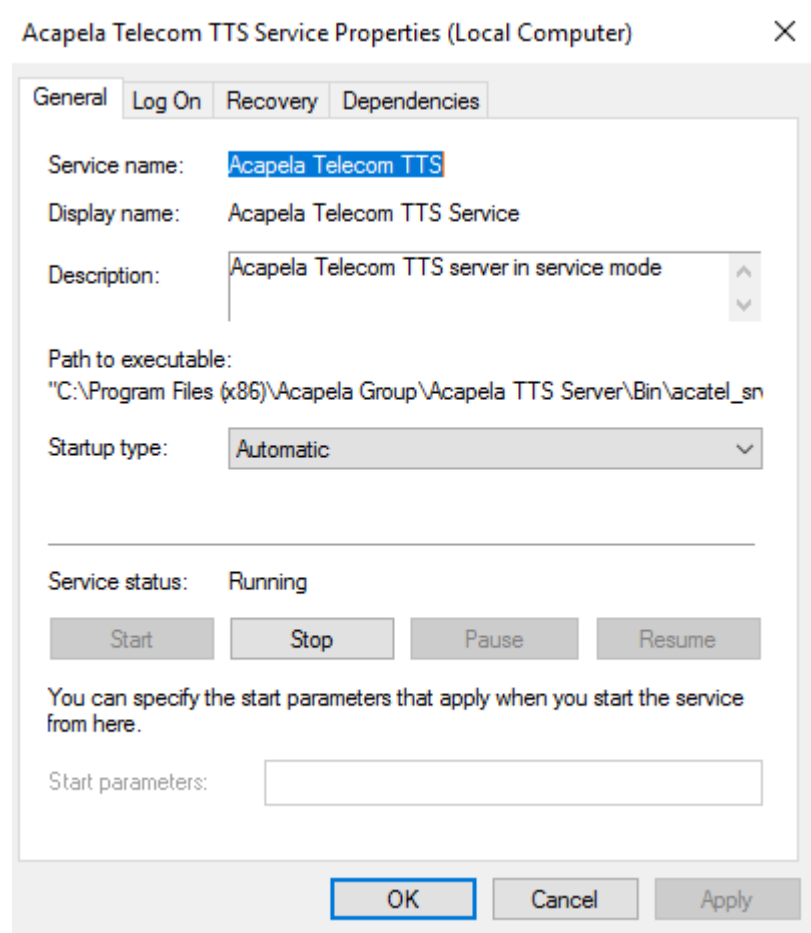 Acapela Telecom TTS Service Properties (Local Computer)
General Log On Recovery Dependencies
Service name: Acapela Telecom TTS
Display name: Acapela Telecom TTS Service
Description: Acapela Telecom TTS server in service mode
Path to executable:
"C:\Program Files (x86)\Acapela Group\Acapela TTS Server\Bin\acatel_srv
Startup type: Automatic
Service status: Running
Start Stop Pause Resume
You can specify the start parameters that apply when you start the service
from here.
Start parameters:
OK Cancel Apply